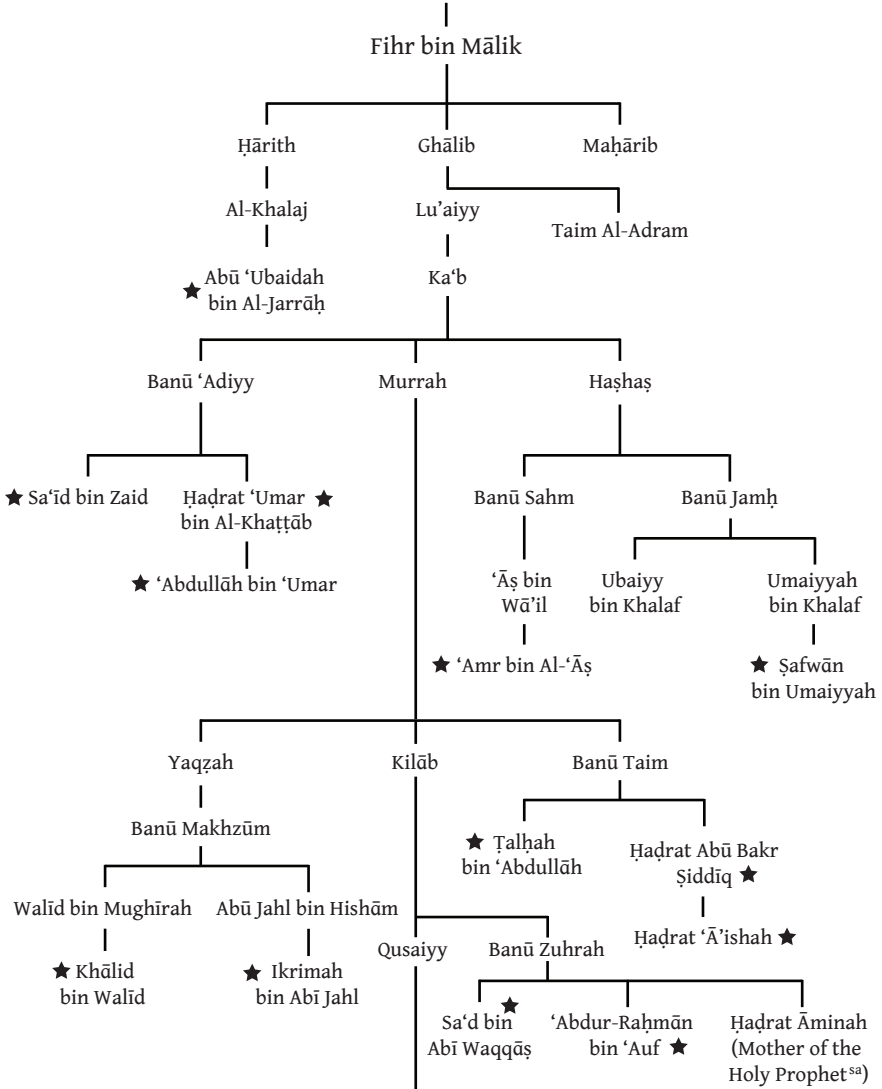 Fihr bin Mālik
Ḥārith
Ghālib
Maḥārib
Al-Khalaj
Lu’aiyy
Taim Al-Adram
Abū ‘Ubaidah
bin Al-Jarrāḥ
Ka‘b
Banū ‘Adiyy
Murrah
Haṣhaṣ
Sa‘īd bin Zaid
Ḥaḍrat ‘Umar
bin Al-Khaṭṭāb
Banū Sahm
Banū Jamḥ
‘Abdullāh bin ‘Umar
‘Āṣ bin
Wā’il
Ubaiyy
bin Khalaf
Umaiyyah
bin Khalaf
‘Amr bin Al-‘Āṣ
Ṣafwān
bin Umaiyyah
Yaqẓah
Kilāb
Banū Taim
Banū Makhzūm
Ṭalḥah
bin ‘Abdullāh
Ḥaḍrat Abū Bakr
Ṣiddīq
Walīd bin Mughīrah
Abū Jahl bin Hishām
Ḥaḍrat ‘Ā’ishah
Qusaiyy
Banū Zuhrah
Khālid
bin Walīd
Ikrimah
bin Abī Jahl
Sa‘d bin
Abī Waqqāṣ
‘Abdur-Raḥmān
bin ‘Auf
Ḥaḍrat Āminah
(Mother of the
Holy Prophetˢᵃ)